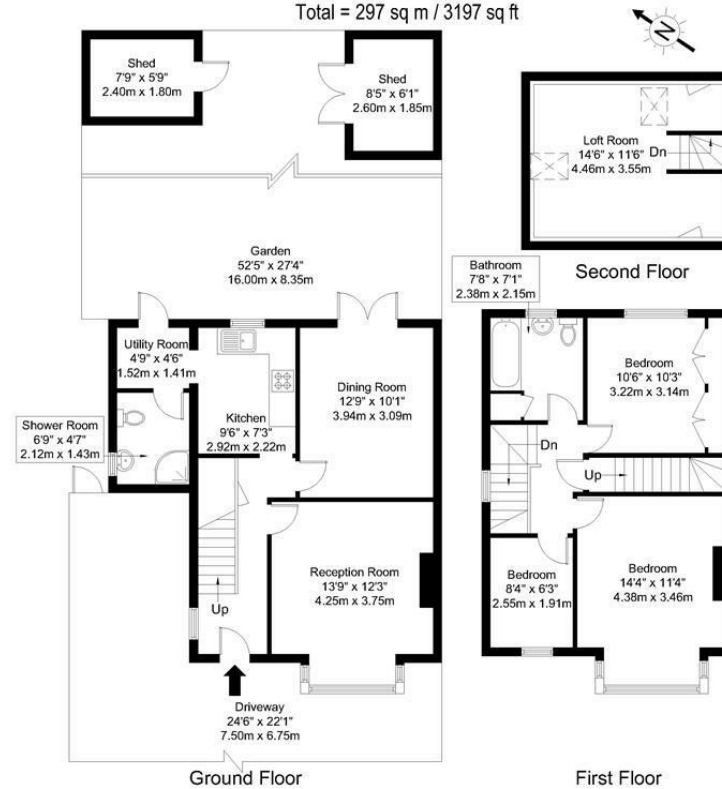 Total = 297 sq m / 3197 sq ft
N
Shed
7'9" x 5'9"
2.40m x 1.80m
Shed
8'5" x 6'1"
2.60m x 1.85m
Loft Room
14'6" x 11'6"
4.46m x 3.55m
Dn
Second Floor
Garden
52'5" x 27'4"
16.00m x 8.35m
Bathroom
7'8" x 7'1"
2.38m x 2.15m
Utility Room
4'9" x 4'6"
1.52m x 1.41m
Kitchen
9'6" x 7'3"
2.92m x 2.22m
Dining Room
12'9" x 10'1"
3.94m x 3.09m
Shower Room
6'9" x 4'7"
2.12m x 1.43m
Reception Room
13'9" x 12'3"
4.25m x 3.75m
Up
Driveway
24'6" x 22'1"
7.50m x 6.75m
Ground Floor
Bedroom
10'6" x 10'3"
3.22m x 3.14m
Dn
Up
Bedroom
8'4" x 6'3"
2.55m x 1.91m
Bedroom
14'4" x 11'4"
4.38m x 3.46m
First Floor